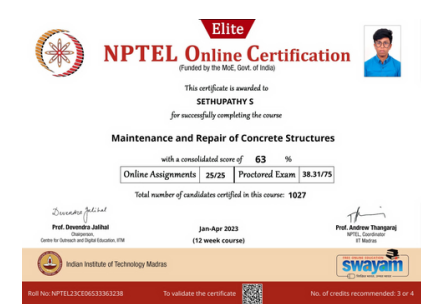 Elite
NPTEL Online Certification
(Funded by the MoE, Govt. of India)
This certificate is awarded to
SETHUPATHY S
for successfully completing the course
Maintenance and Repair of Concrete Structures
with a consolidated score of 63 %
Online Assignments 25/25 Proctored Exam 38.31/75
Total number of candidates certified in this course: 1027
Devendra Jalihal
Prof. Devendra Jalihal
Chairperson,
Centre for Outreach and Digital Education, IITM
Jan-Apr 2023
(12 week course)
Prof. Andrew Thangaraj
NPTEL, Coordinator
IIT Madras
Indian Institute of Technology Madras
swayam
Roll No: NPTEL23CE06S33363238
To validate the certificate
No. of credits recommended: 3 or 4